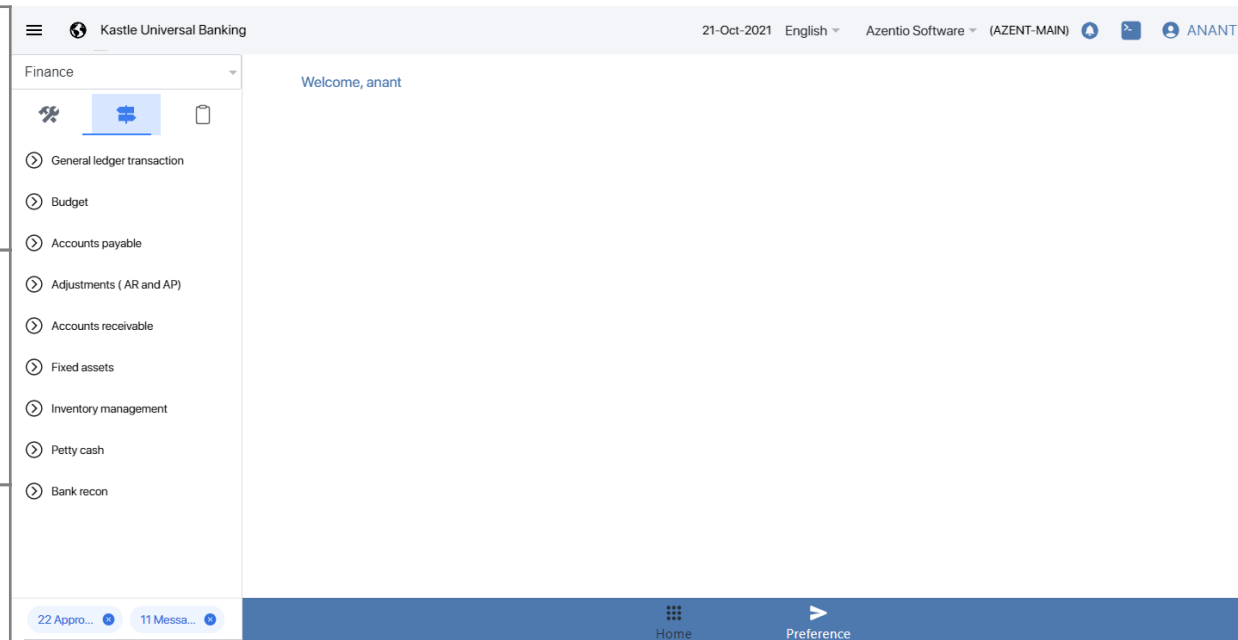 Kastle Universal Banking
21-Oct-2021 English Azentio Software (AZENT-MAIN) ANANT
Finance
Welcome, anant
General ledger transaction
Budget
Accounts payable
Adjustments ( AR and AP)
Accounts receivable
Fixed assets
Inventory management
Petty cash
Bank recon
22 Appro... 11 Messa...
Home Preference